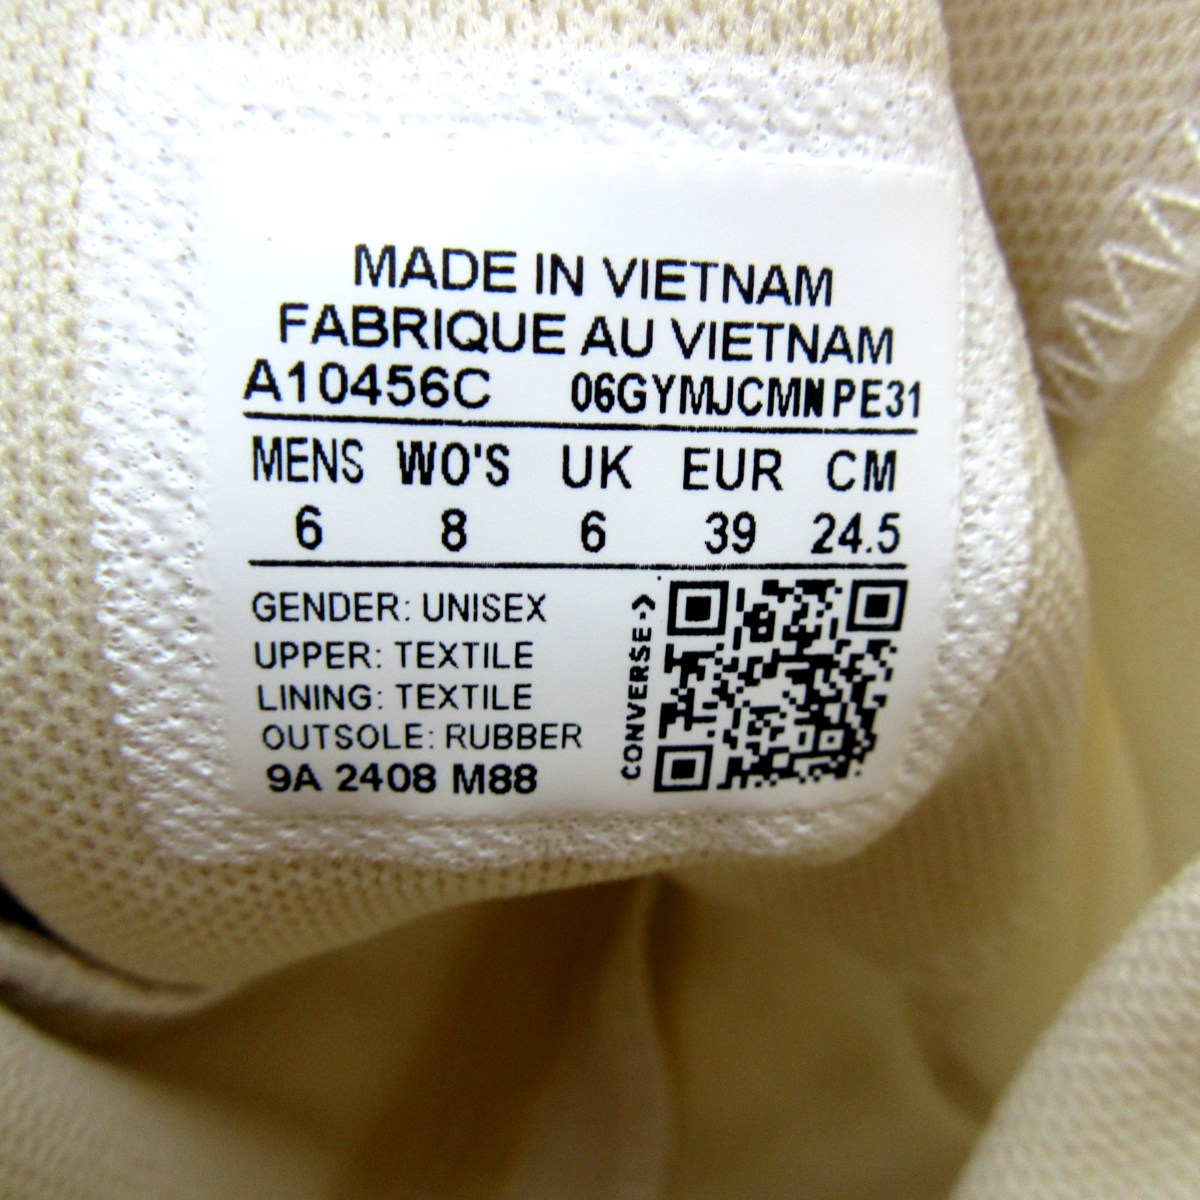 MADE IN VIETNAM
FABRIQUE AU VIETNAM
A10456C 06GYMJCMN PE31
MENS WO'S UK EUR CM
6 8 6 39 24.5
GENDER: UNISEX
UPPER: TEXTILE
LINING: TEXTILE
OUTSOLE: RUBBER
9A 2408 M88
CONVERSE